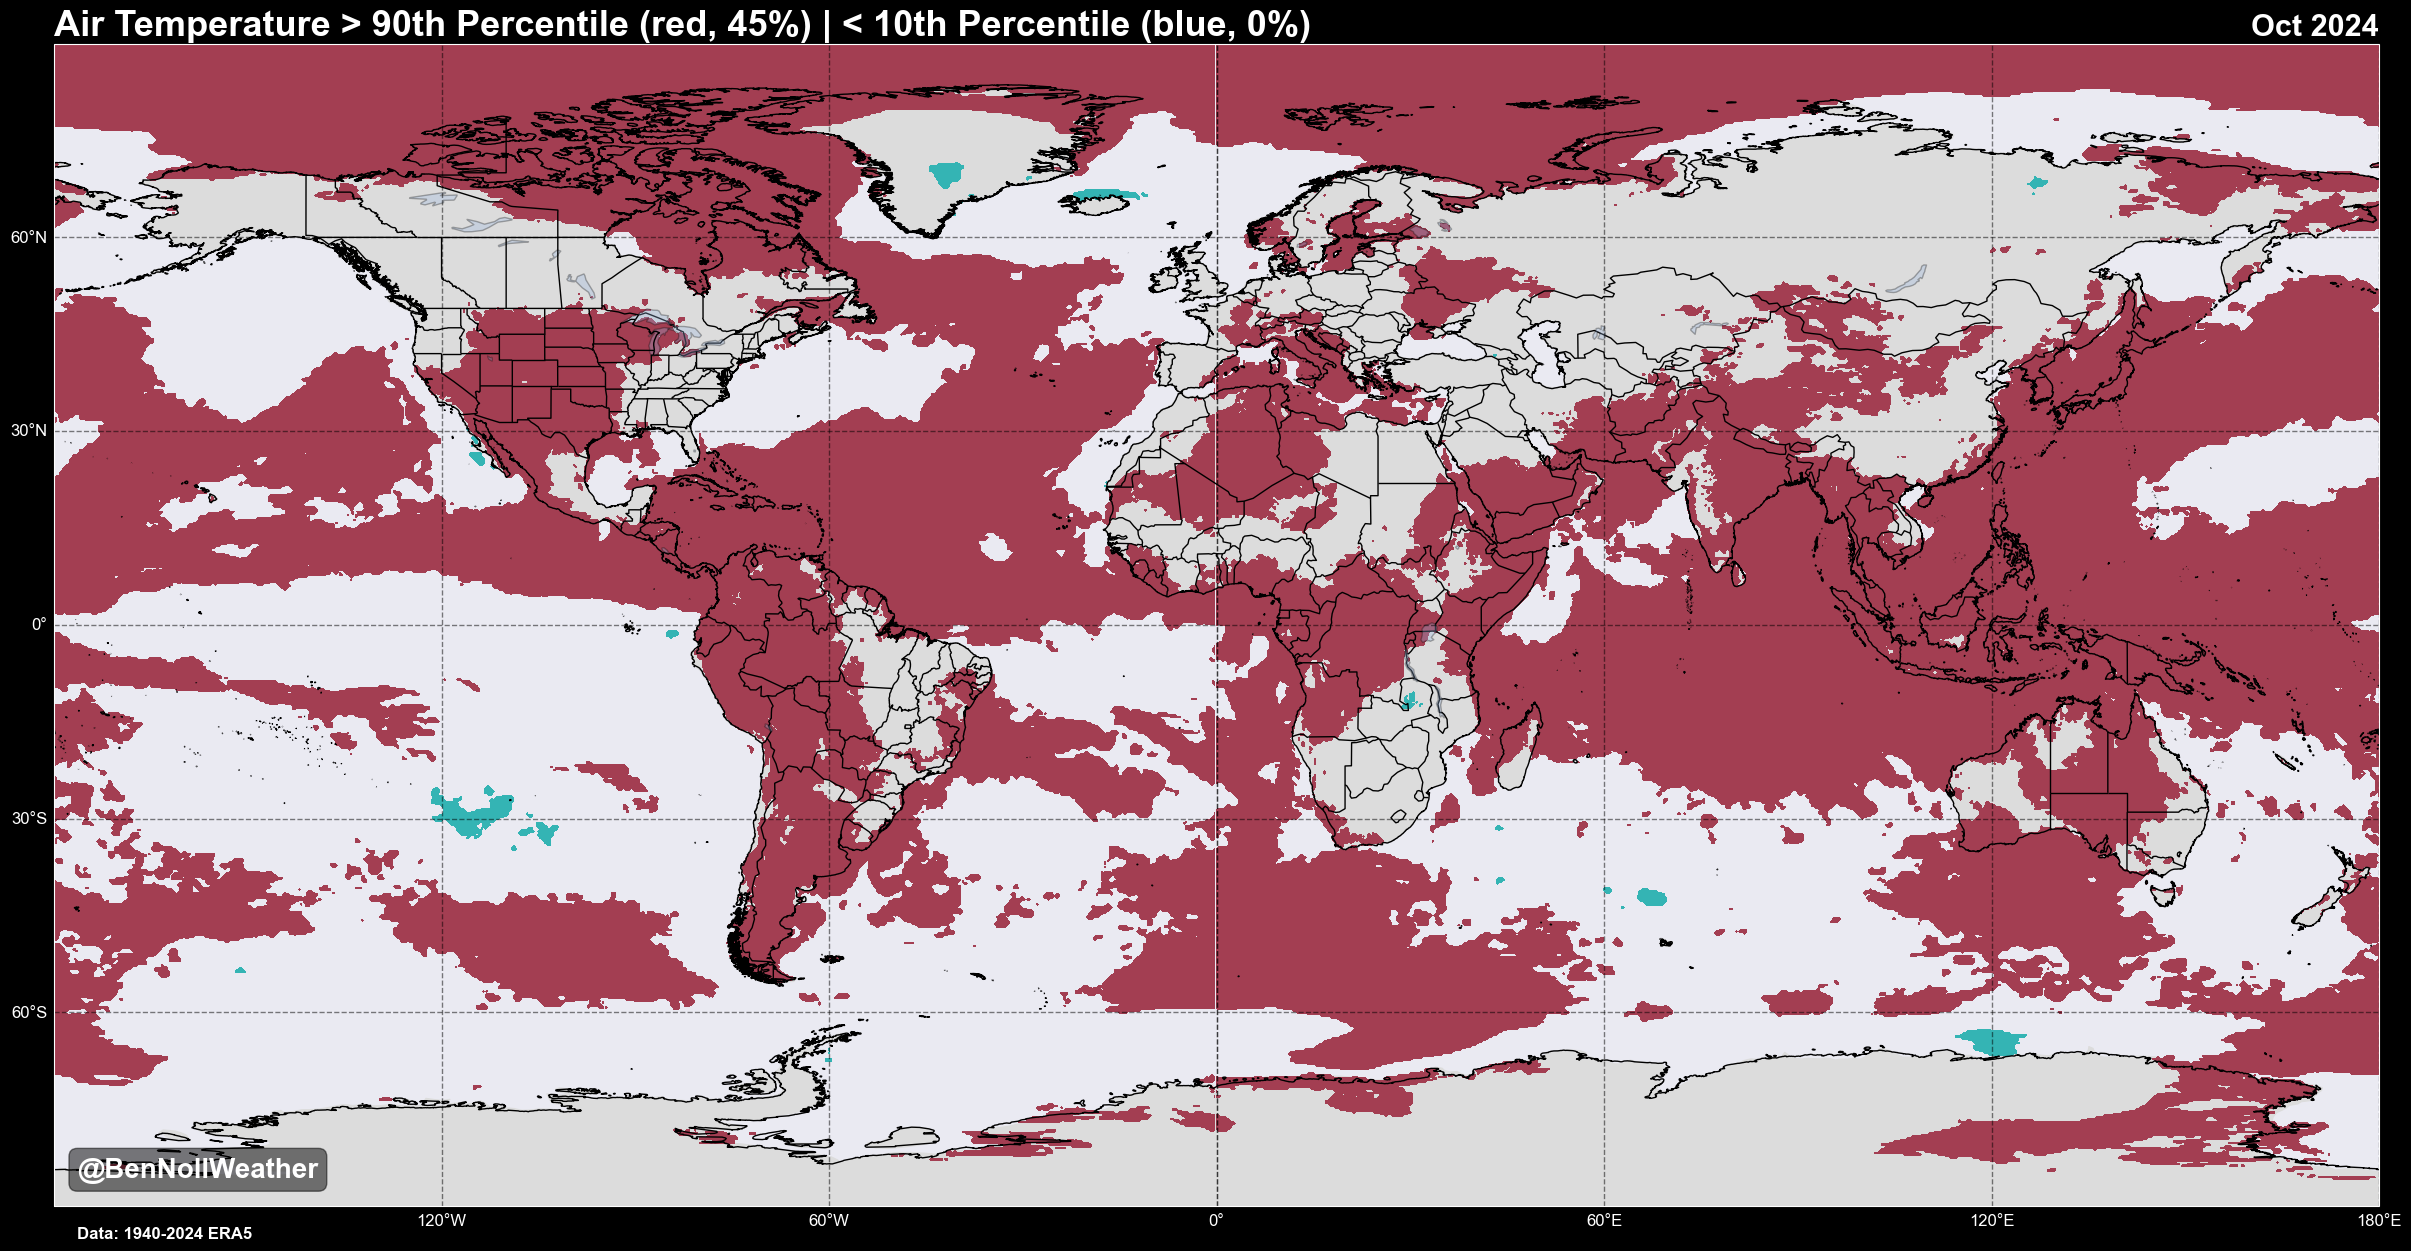 Air Temperature > 90th Percentile (red, 45%) | < 10th Percentile (blue, 0%)
Oct 2024
60°N
30°N
0°
30°S
60°S
@BenNollWeather
120°W
60°W
0°
60°E
120°E
180°E
Data: 1940-2024 ERA5